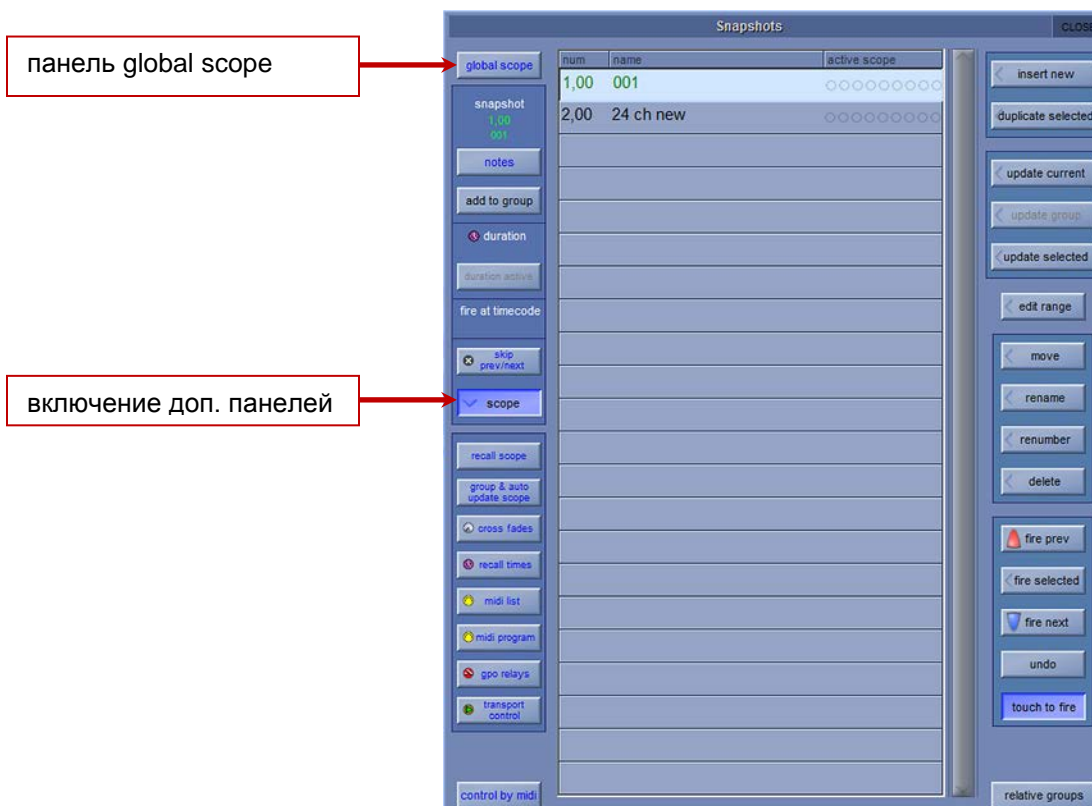 Snapshots
CLOSE
панель global scope
global scope
num name active scope
1,00 001
2,00 24 ch new
snapshot
1,00
001
notes
add to group
duration
duration active
fire at timecode
skip
prev/next
включение доп. панелей
scope
recall scope
group & auto
update scope
cross fades
recall times
midi list
midi program
gpo relays
transport
control
control by midi
insert new
duplicate selected
update current
update group
update selected
edit range
move
rename
renumber
delete
fire prev
fire selected
fire next
undo
touch to fire
relative groups